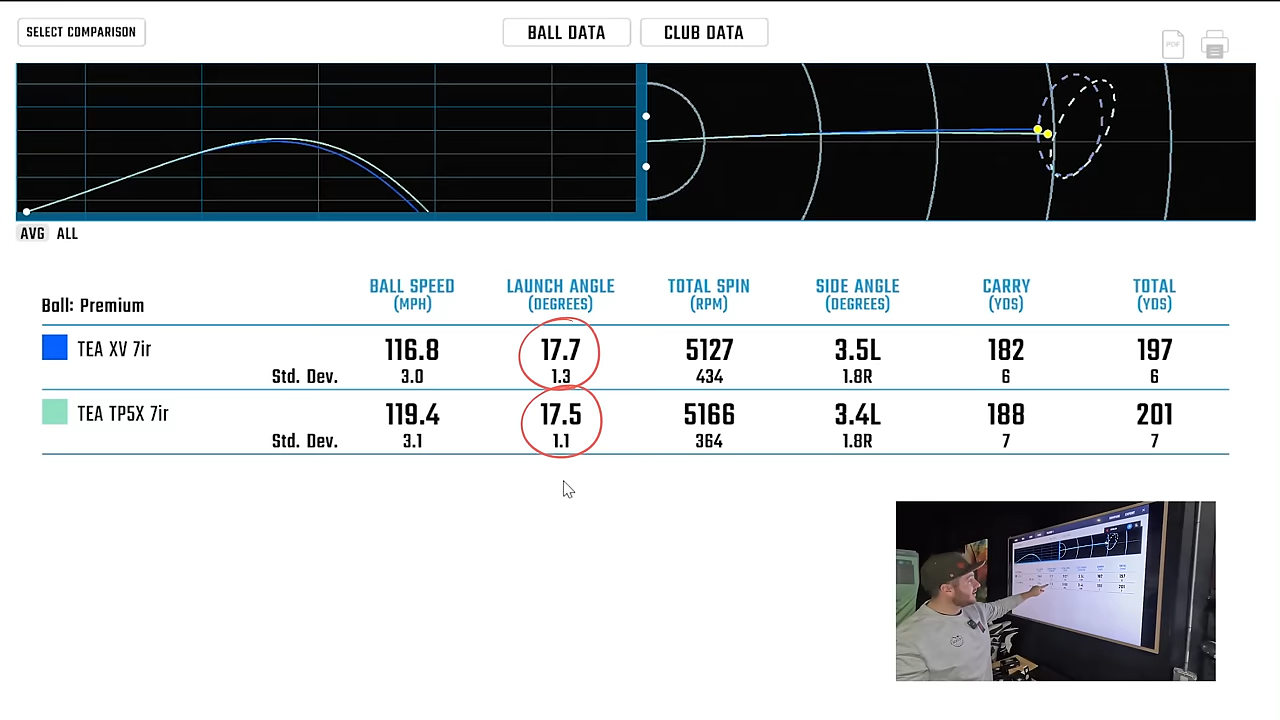 SELECT COMPARISON
BALL DATA CLUB DATA
PDF
AVG ALL
Ball: Premium BALL SPEED (MPH) LAUNCH ANGLE (DEGREES) TOTAL SPIN (RPM) SIDE ANGLE (DEGREES) CARRY (YDS) TOTAL (YDS)
TEA XV 7ir 116.8 17.7 5127 3.5L 182 197
Std. Dev. 3.0 1.3 434 1.8R 6 6
TEA TP5X 7ir 119.4 17.5 5166 3.4L 188 201
Std. Dev. 3.1 1.1 364 1.8R 7 7